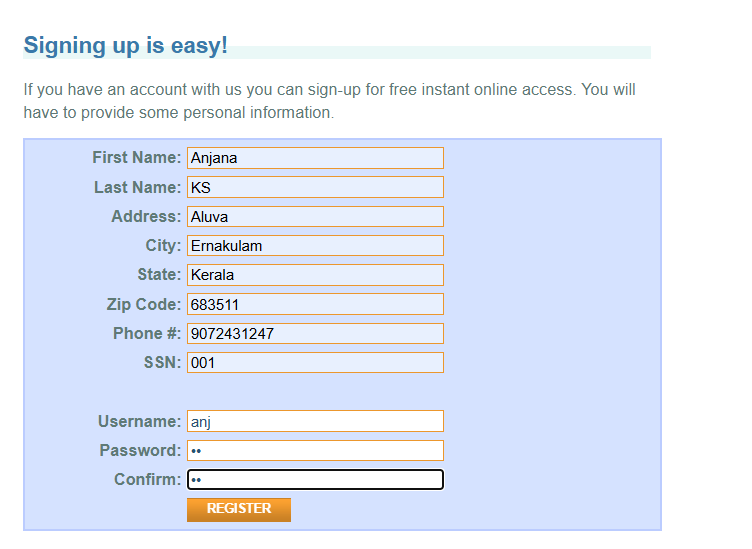 Signing up is easy!
If you have an account with us you can sign-up for free instant online access. You will
have to provide some personal information.
First Name: Anjana
Last Name: KS
Address: Aluva
City: Ernakulam
State: Kerala
Zip Code: 683511
Phone #: 9072431247
SSN: 001
Username: anj
Password: ••
Confirm: ••
REGISTER